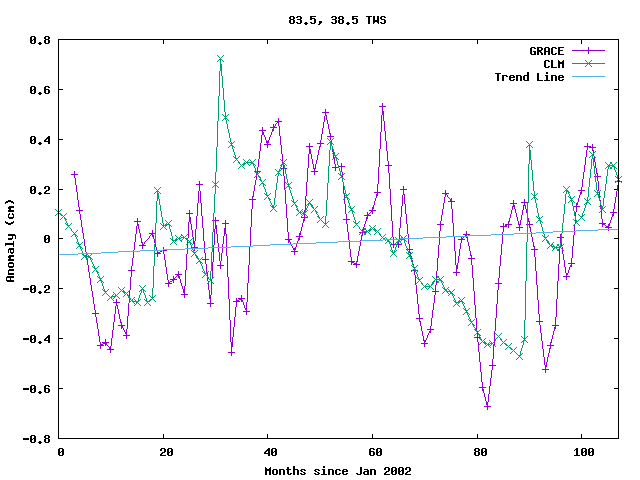 83.5, 38.5 TWS
GRACE
CLM
Trend Line
0.8
0.6
0.4
0.2
0
-0.2
-0.4
-0.6
-0.8
Anomaly (cm)
0 20 40 60 80 100
Months since Jan 2002